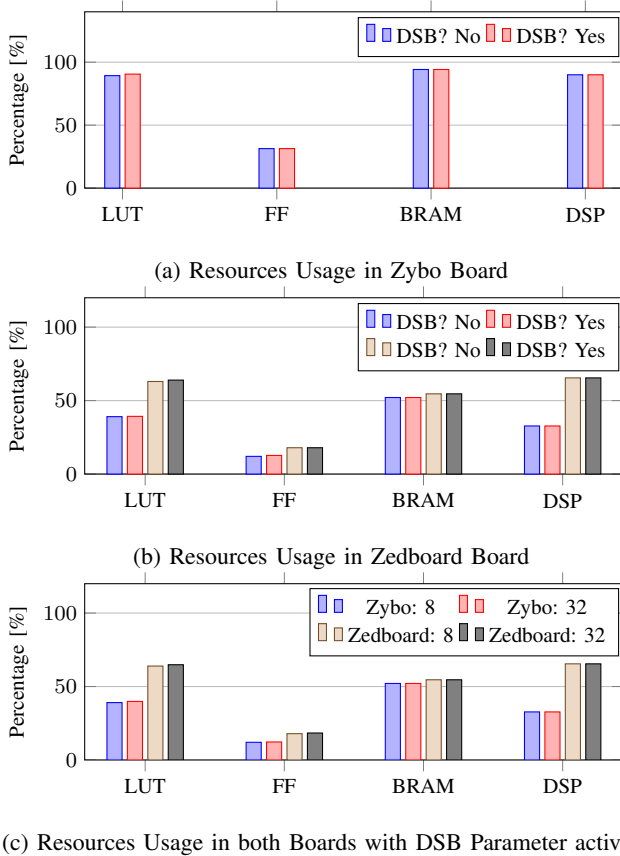 Percentage [%]
100
50
0
DSB? No DSB? Yes
LUT FF BRAM DSP
(a) Resources Usage in Zybo Board
Percentage [%]
100
50
0
DSB? No DSB? Yes
DSB? No DSB? Yes
LUT FF BRAM DSP
(b) Resources Usage in Zedboard Board
Percentage [%]
100
50
0
Zybo: 8 Zybo: 32
Zedboard: 8 Zedboard: 32
LUT FF BRAM DSP
(c) Resources Usage in both Boards with DSB Parameter activ